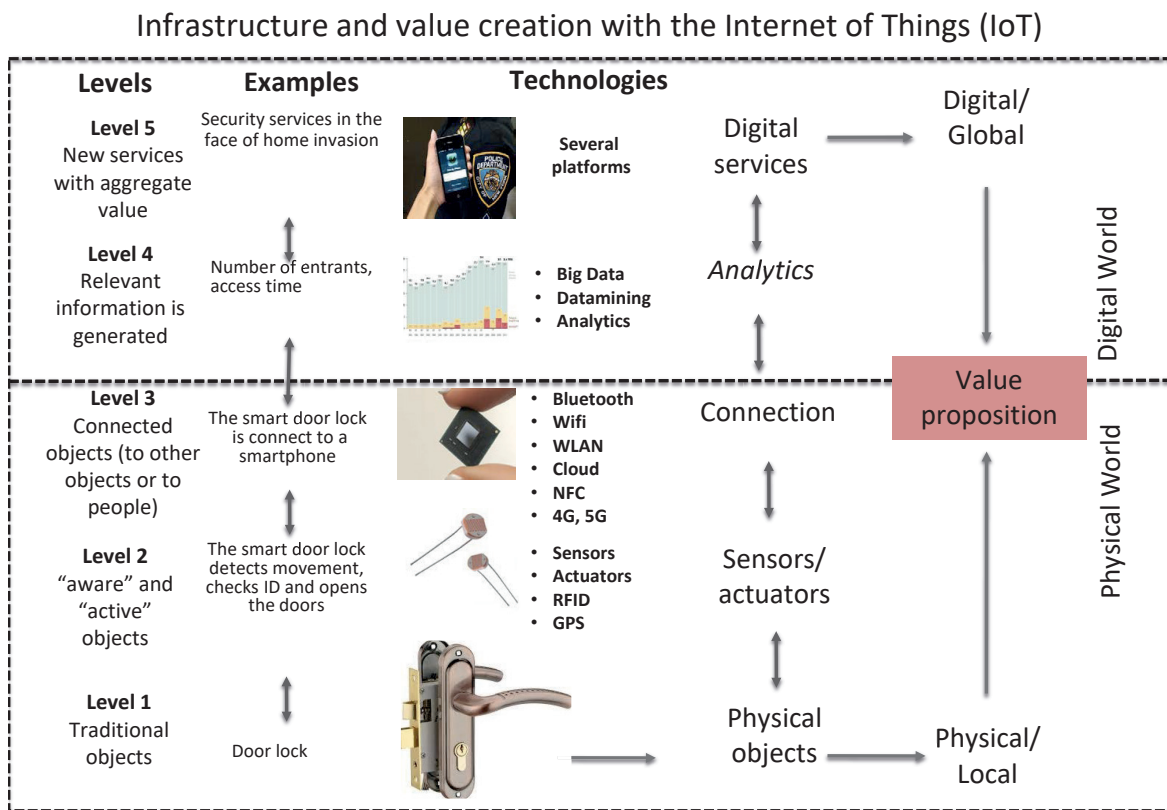 Infrastructure and value creation with the Internet of Things (IoT)
Levels
Examples
Technologies
Level 5
New services
with aggregate
value
Security services in the
face of home invasion
POLICE
DEPARTMENT
Several
platforms
Digital
services
Digital/
Global
Level 4
Relevant
information is
generated
Number of entrants,
access time
• Big Data
• Datamining
• Analytics
Analytics
Digital World
Level 3
Connected
objects (to other
objects or to
people)
The smart door lock
is connect to a
smartphone
• Bluetooth
• Wifi
• WLAN
• Cloud
• NFC
• 4G, 5G
Connection
Value
proposition
Physical World
Level 2
“aware” and
“active”
objects
The smart door lock
detects movement,
checks ID and opens
the doors
• Sensors
• Actuators
• RFID
• GPS
Sensors/
actuators
Level 1
Traditional
objects
Door lock
Physical
objects
Physical/
Local